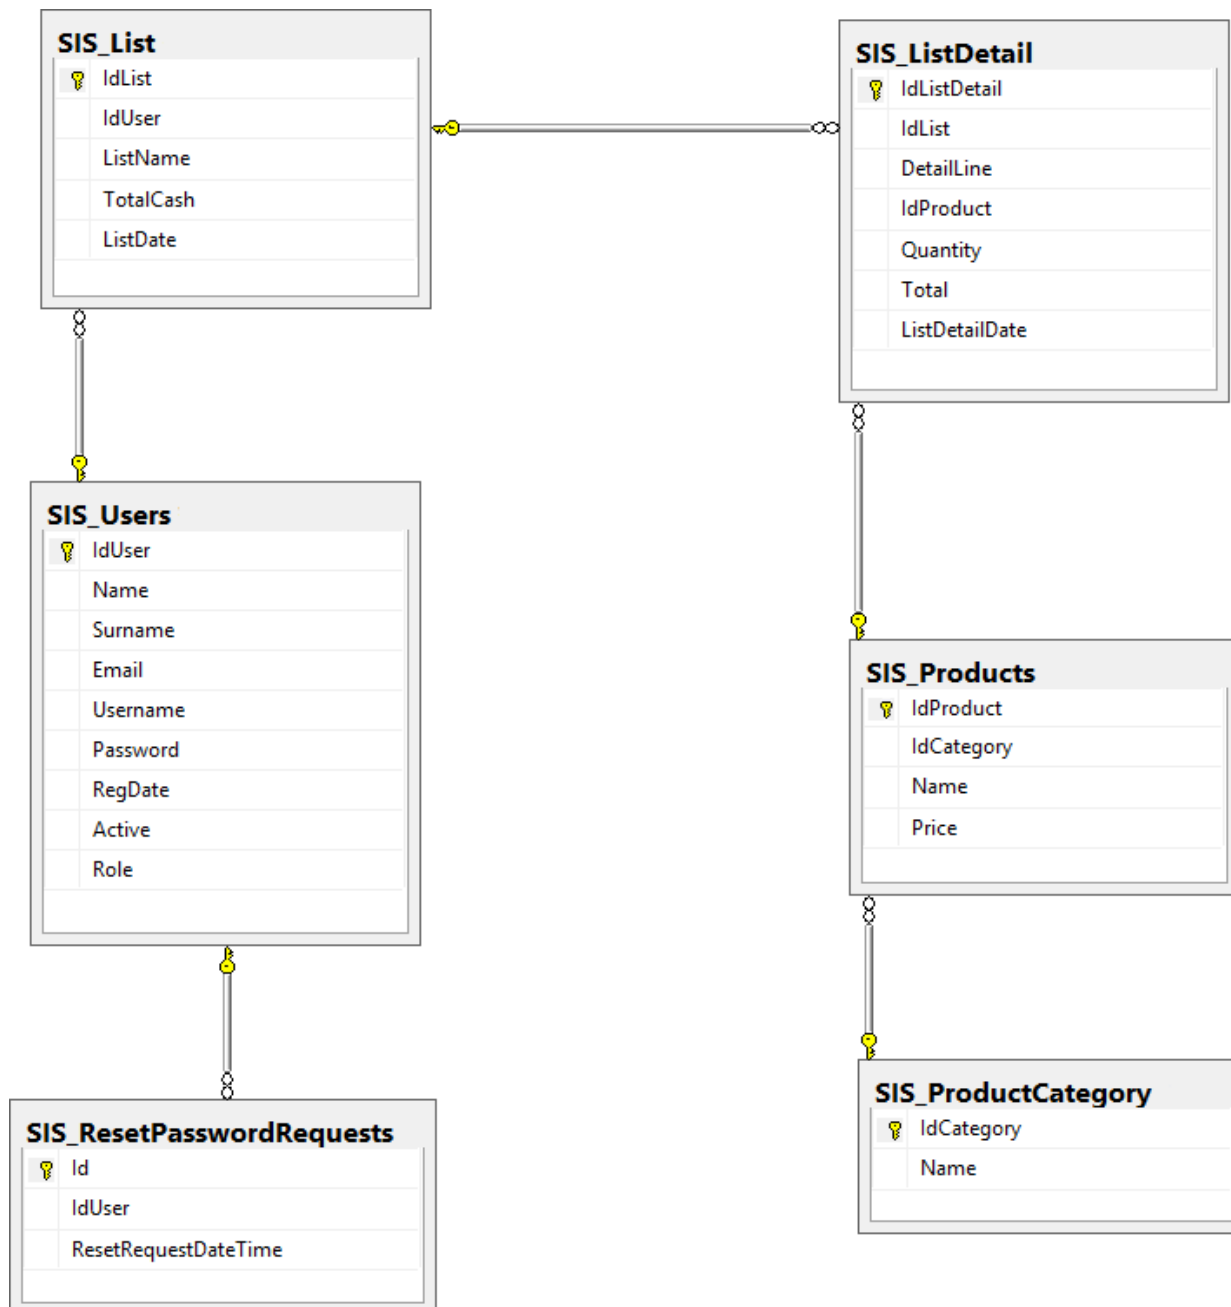 SIS_List
IdList
IdUser
ListName
TotalCash
ListDate
SIS_ListDetail
IdListDetail
IdList
DetailLine
IdProduct
Quantity
Total
ListDetailDate
SIS_Users
IdUser
Name
Surname
Email
Username
Password
RegDate
Active
Role
SIS_Products
IdProduct
IdCategory
Name
Price
SIS_ResetPasswordRequests
Id
IdUser
ResetRequestDateTime
SIS_ProductCategory
IdCategory
Name